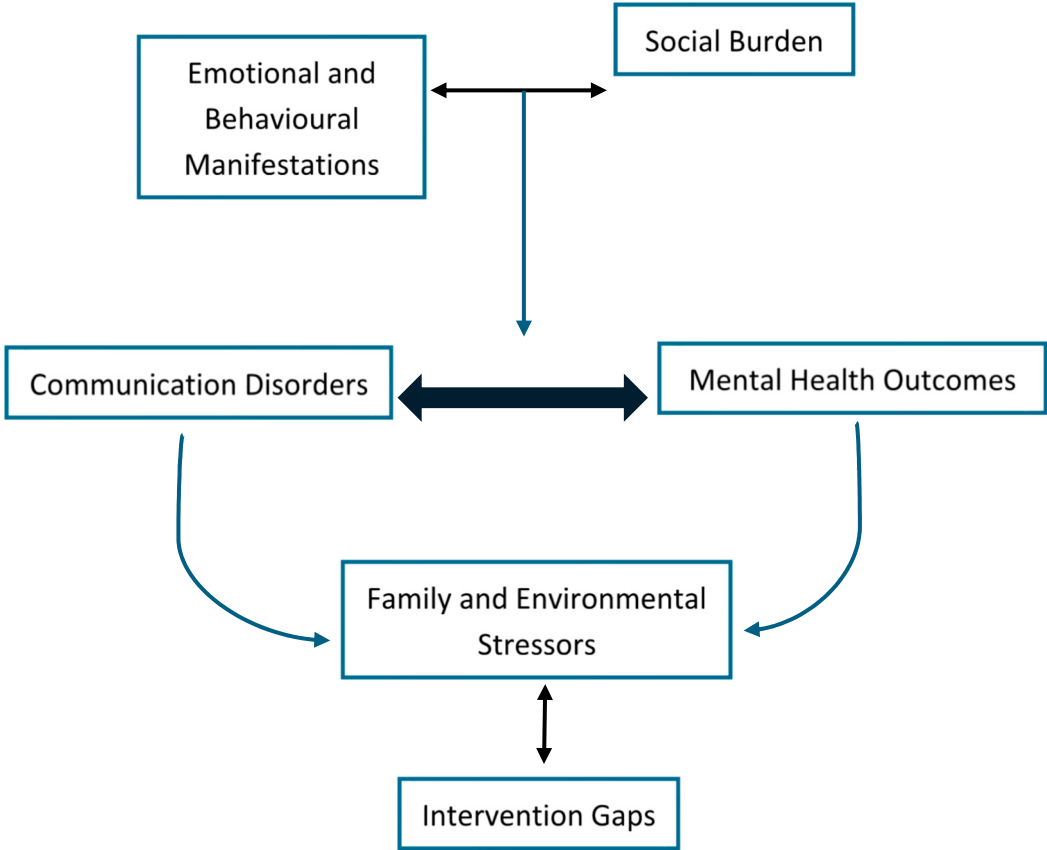 Social Burden
Emotional and
Behavioural
Manifestations
Communication Disorders
Mental Health Outcomes
Family and Environmental
Stressors
Intervention Gaps